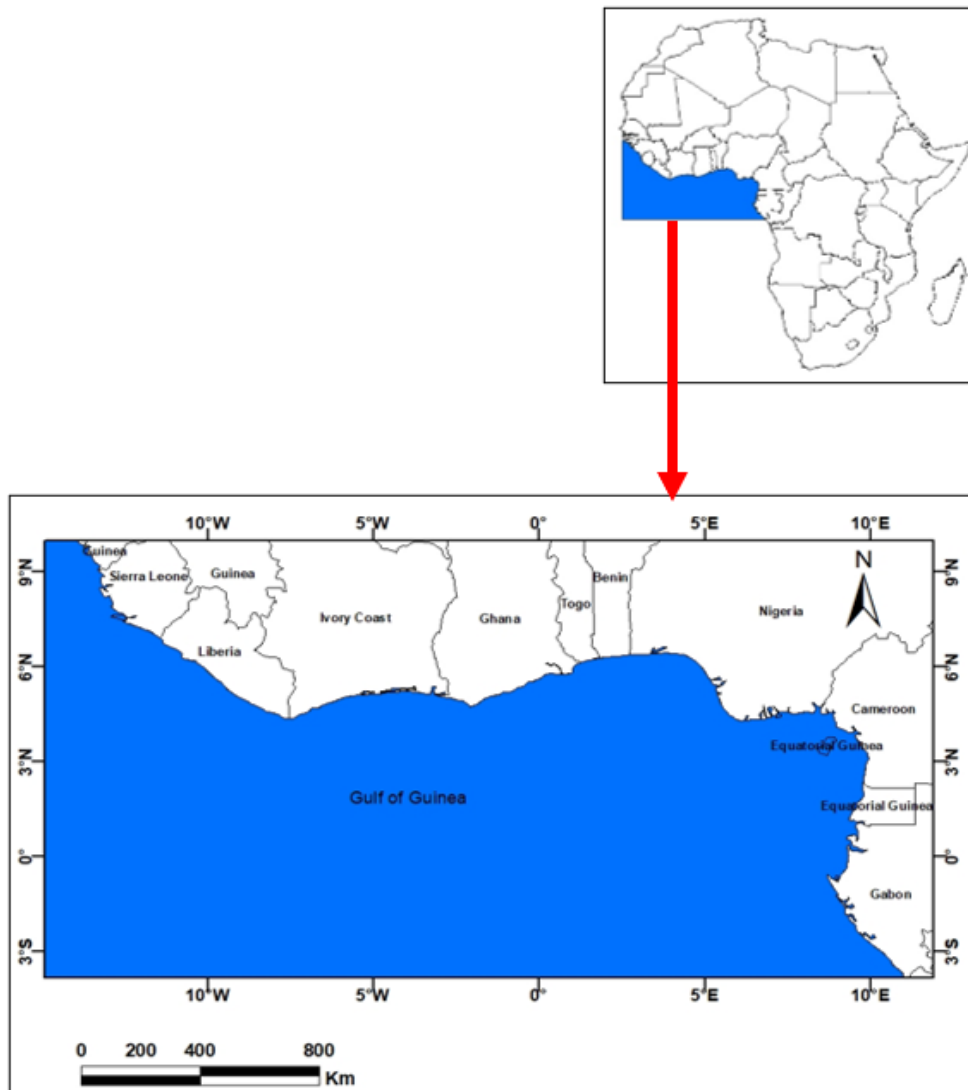 10°W 5°W 0° 5°E 10°E
Guinea
Sierra Leone
Guinea
Liberia
Ivory Coast
Ghana
Togo
Benin
Nigeria
N
Cameroon
Equatorial Guinea
Equatorial Guinea
Gabon
Gulf of Guinea
9°N
6°N
3°N
0°
3°S
9°N
6°N
3°N
0°
3°S
10°W 5°W 0° 5°E 10°E
0 200 400 800
Km